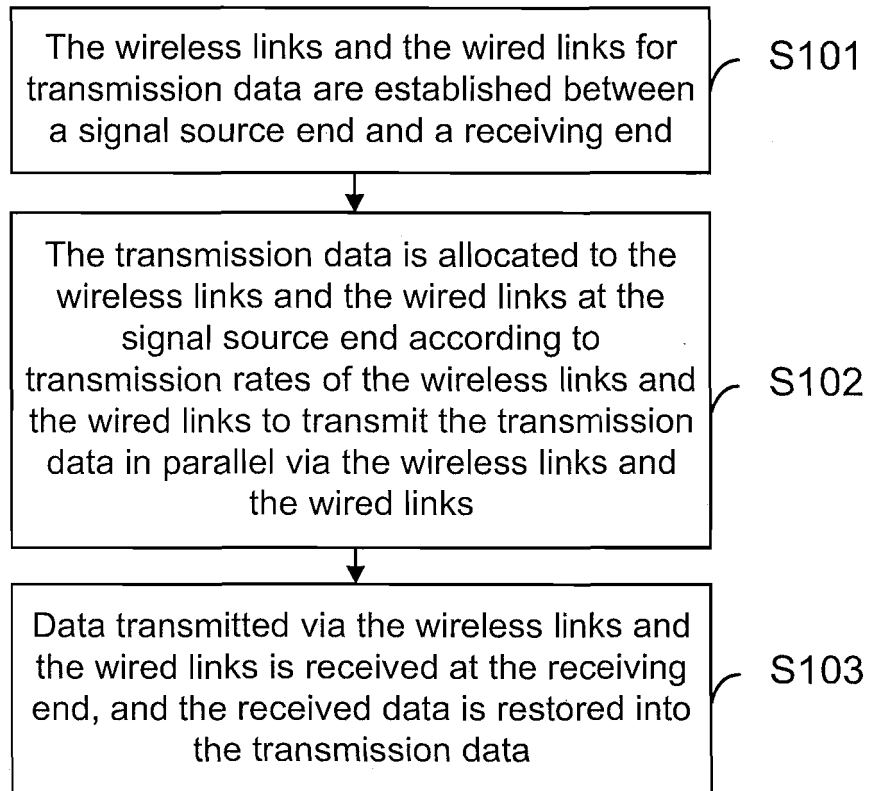 The wireless links and the wired links for
transmission data are established between
a signal source end and a receiving end
S101
The transmission data is allocated to the
wireless links and the wired links at the
signal source end according to
transmission rates of the wireless links and
the wired links to transmit the transmission
data in parallel via the wireless links and
the wired links
S102
Data transmitted via the wireless links and
the wired links is received at the receiving
end, and the received data is restored into
the transmission data
S103